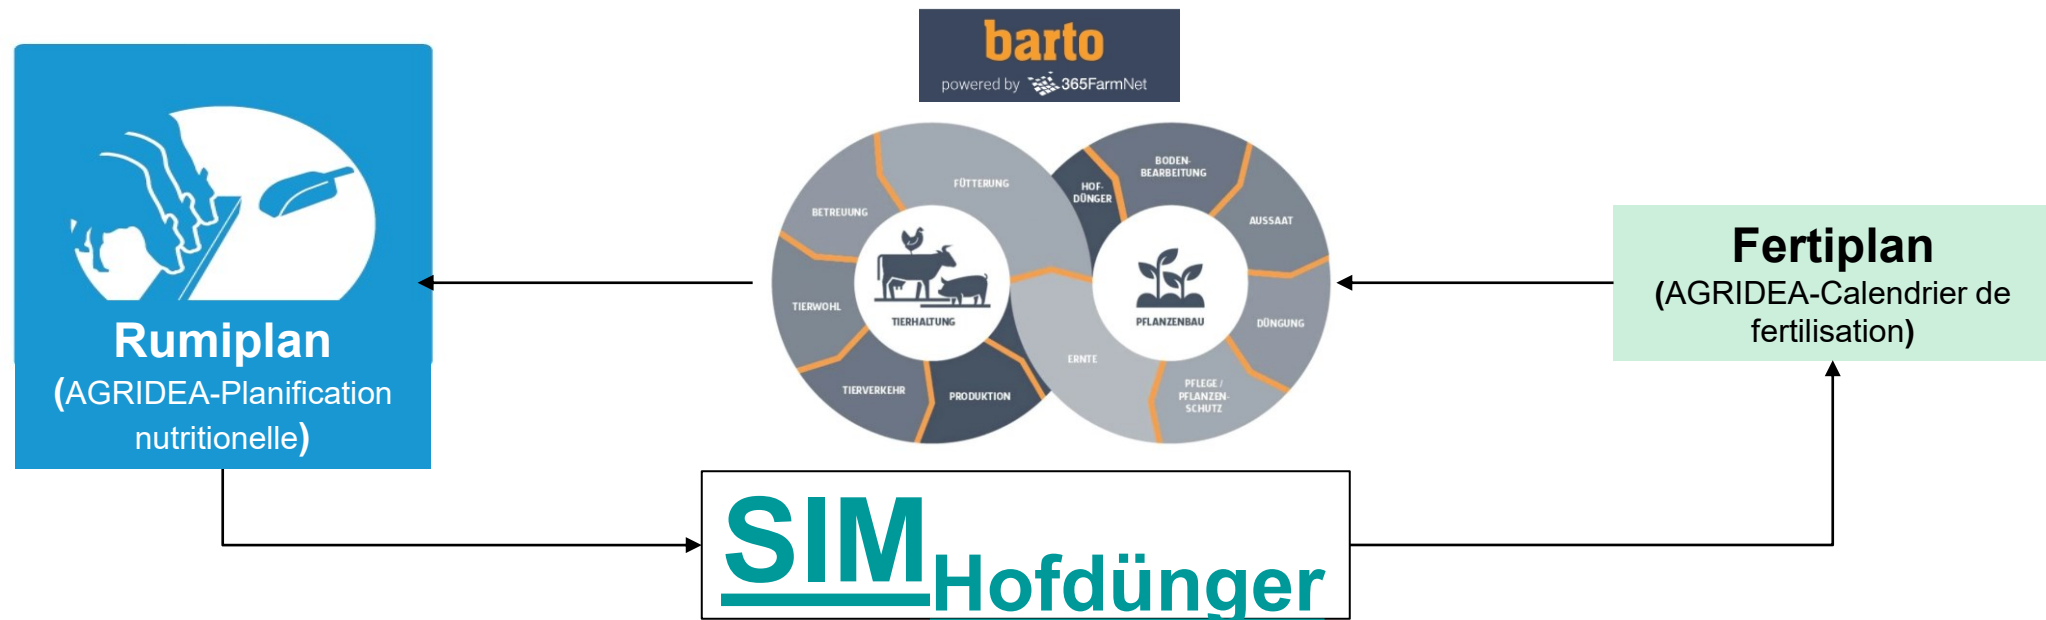 barto
powered by 365FarmNet
FÜTTERUNG
BETREUUNG
TIERWOHL
TIERVERKEHR
PRODUKTION
TIERHALTUNG
HOF-
DÜNGER
BODEN-
BEARBEITUNG
AUSSAAT
DÜNGUNG
PFLEGE /
PFLANZEN-
SCHUTZ
ERNTE
PFLANZENBAU
Rumiplan
(AGRIDEA-Planification
nutritionelle)
Fertiplan
(AGRIDEA-Calendrier de
fertilisation)
SIMHofdünger